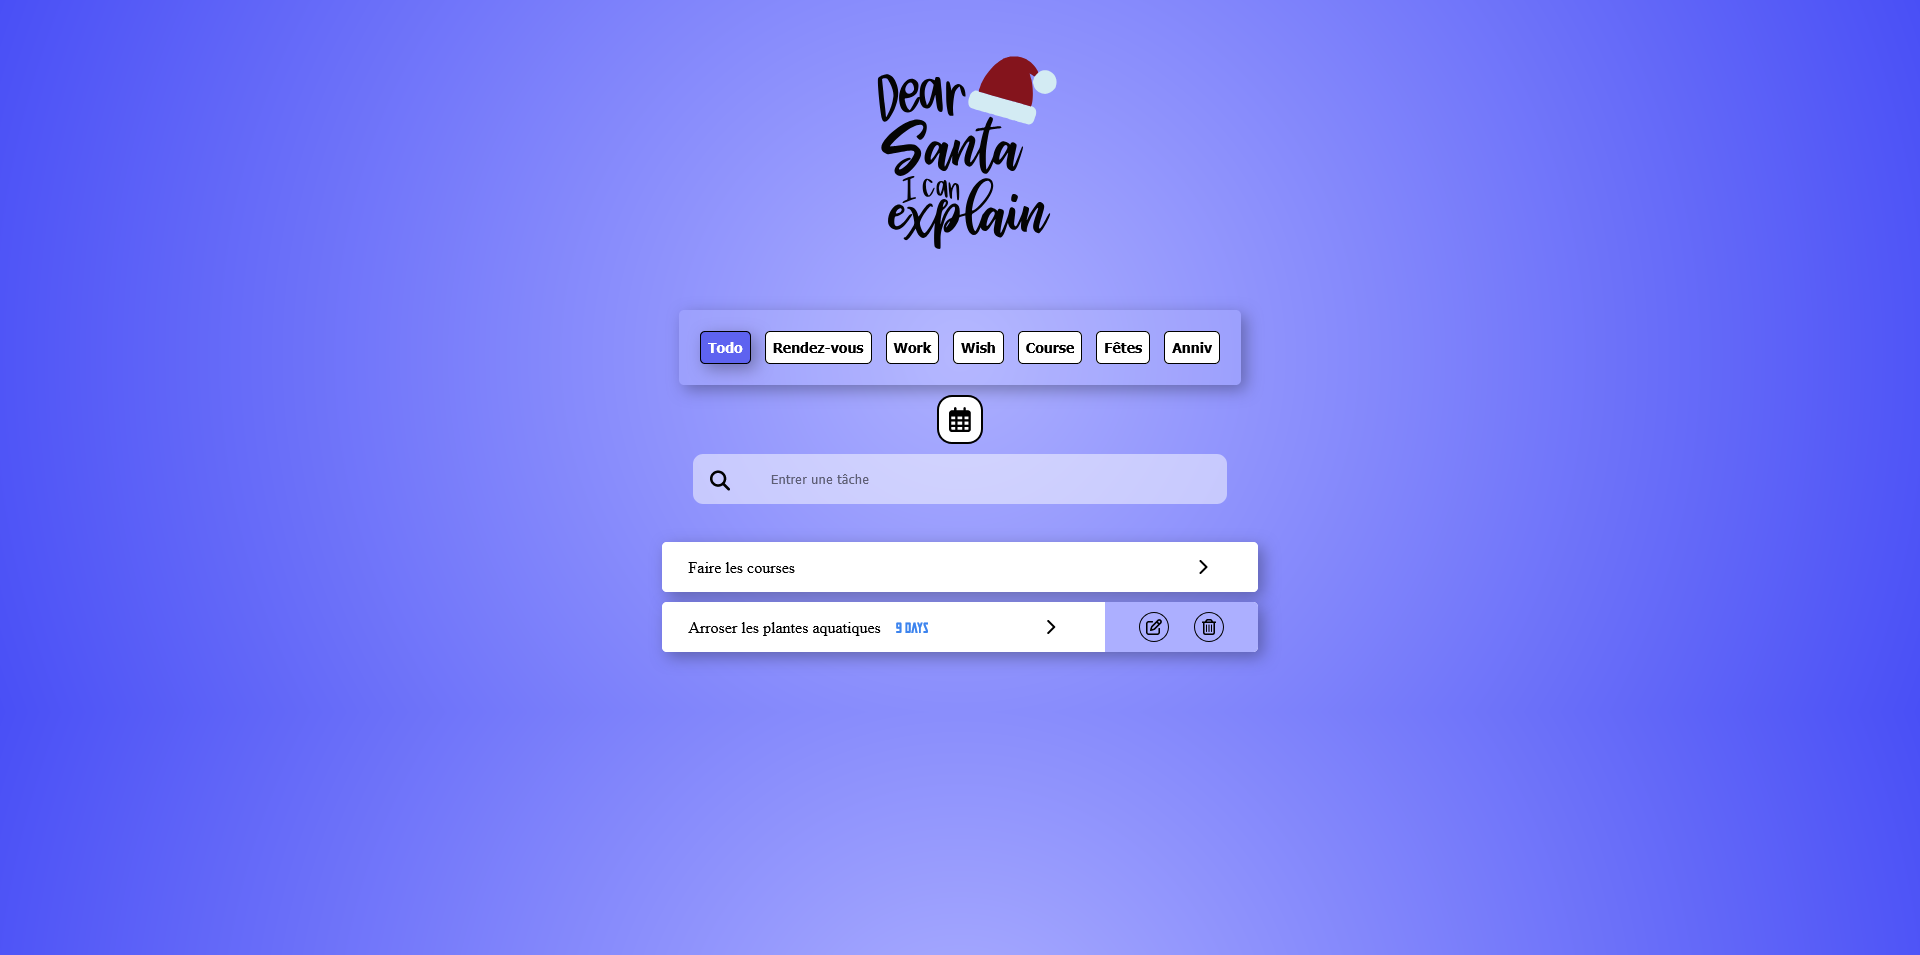 Dear
Santa
I can
explain
Todo Rendez-vous Work Wish Course Fêtes Anniv
Entrer une tâche
Faire les courses
Arroser les plantes aquatiques 9 DAYS